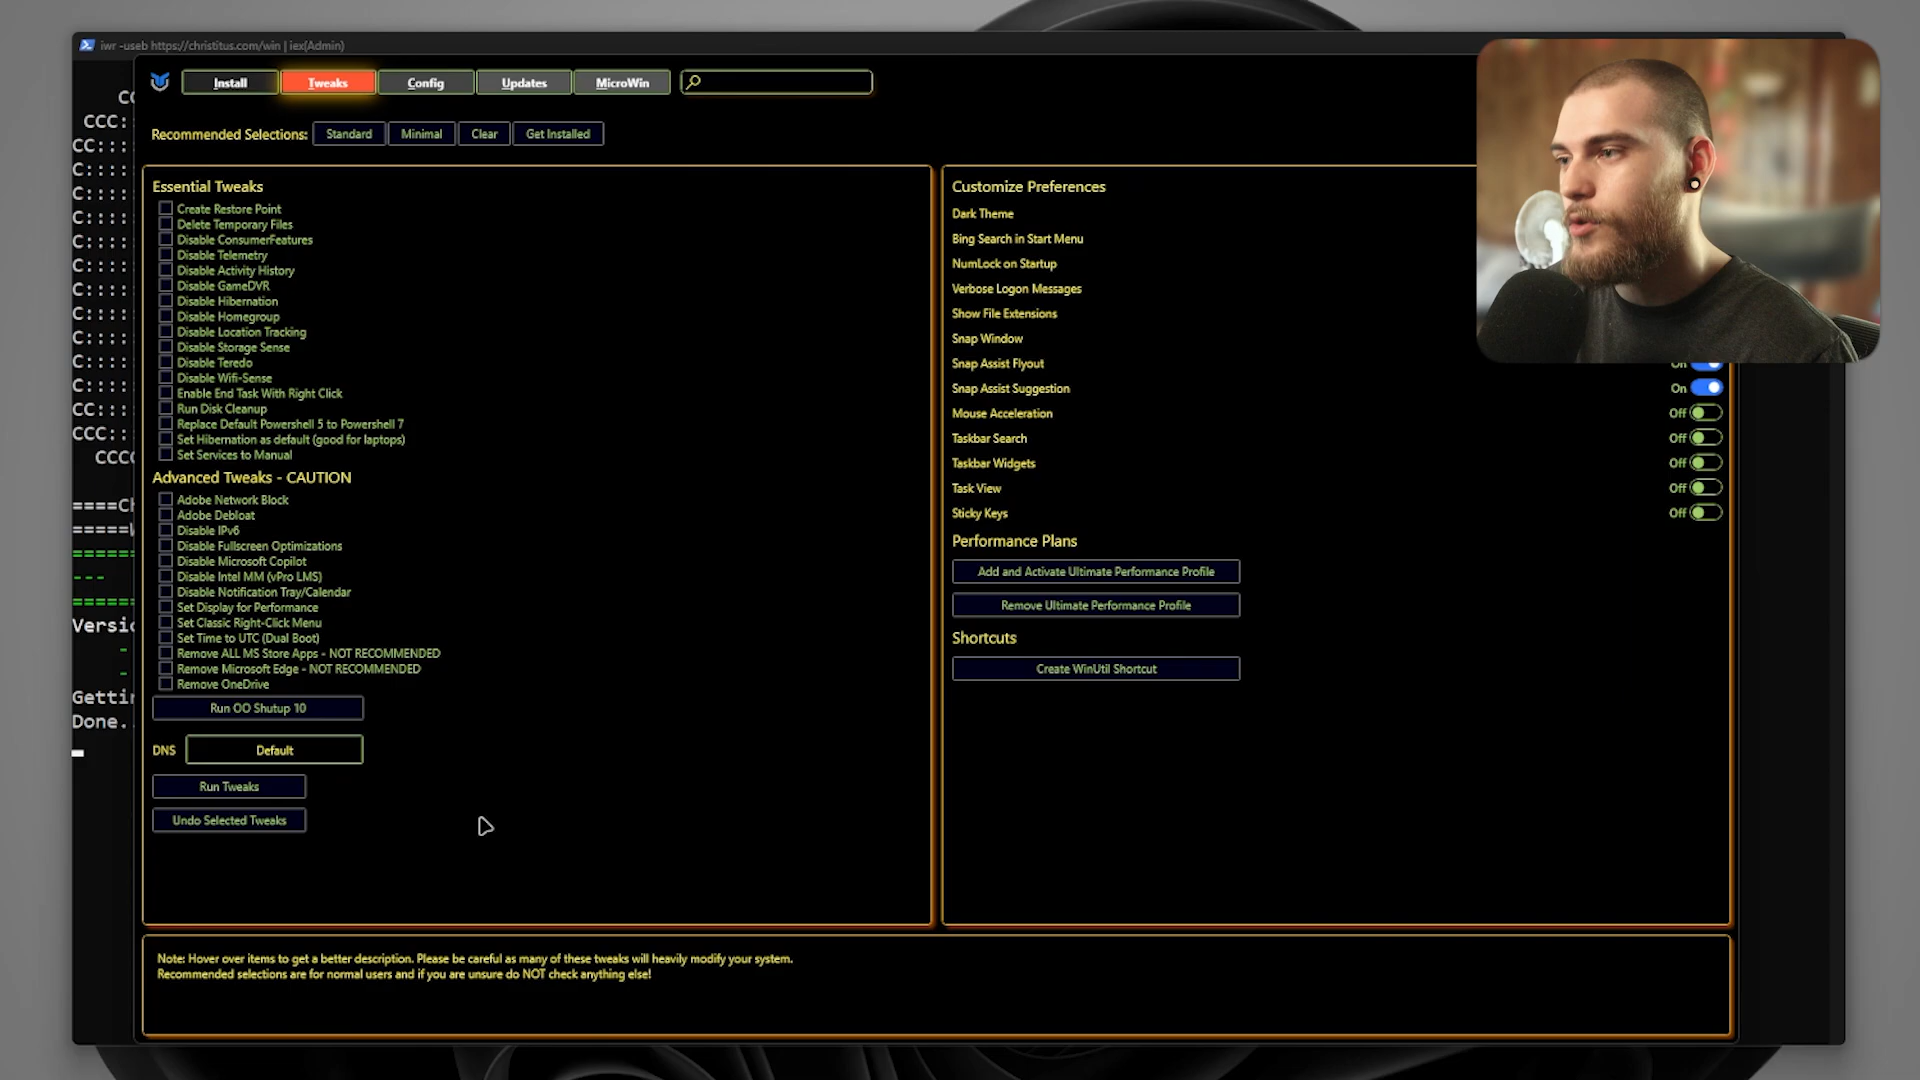 iwr -useb https://christitus.com/win | iex(Admin)
Install
Tweaks
Config
Updates
MicroWin
Recommended Selections:
Standard
Minimal
Clear
Get Installed
Essential Tweaks
Create Restore Point
Delete Temporary Files
Disable ConsumerFeatures
Disable Telemetry
Disable Activity History
Disable GameDVR
Disable Hibernation
Disable Homegroup
Disable Location Tracking
Disable Storage Sense
Disable Teredo
Disable Wifi-Sense
Enable End Task With Right Click
Run Disk Cleanup
Replace Default Powershell 5 to Powershell 7
Set Hibernation as default (good for laptops)
Set Services to Manual
Advanced Tweaks - CAUTION
Adobe Network Block
Adobe Debloat
Disable IPv6
Disable Fullscreen Optimizations
Disable Microsoft Copilot
Disable Intel MM (vPro LMS)
Disable Notification Tray/Calendar
Set Display for Performance
Set Classic Right-Click Menu
Set Time to UTC (Dual Boot)
Remove ALL MS Store Apps - NOT RECOMMENDED
Remove Microsoft Edge - NOT RECOMMENDED
Remove OneDrive
Run OO Shutup 10
DNS
Default
Run Tweaks
Undo Selected Tweaks
Customize Preferences
Dark Theme
Bing Search in Start Menu
NumLock on Startup
Verbose Logon Messages
Show File Extensions
Snap Window
Snap Assist Flyout On
Snap Assist Suggestion On
Mouse Acceleration Off
Taskbar Search Off
Taskbar Widgets Off
Task View Off
Sticky Keys Off
Performance Plans
Add and Activate Ultimate Performance Profile
Remove Ultimate Performance Profile
Shortcuts
Create WinUtil Shortcut
Note: Hover over items to get a better description. Please be careful as many of these tweaks will heavily modify your system.
Recommended selections are for normal users and if you are unsure do NOT check anything else!
CC
CCC:
CC:::
C::::
C::::
C::::
C::::
C::::
C::::
C::::
C::::
C::::
CC:::
CCC::
CCCC
====Ch
=====
======
---
======
Versio
-
-
Gettin
Done.